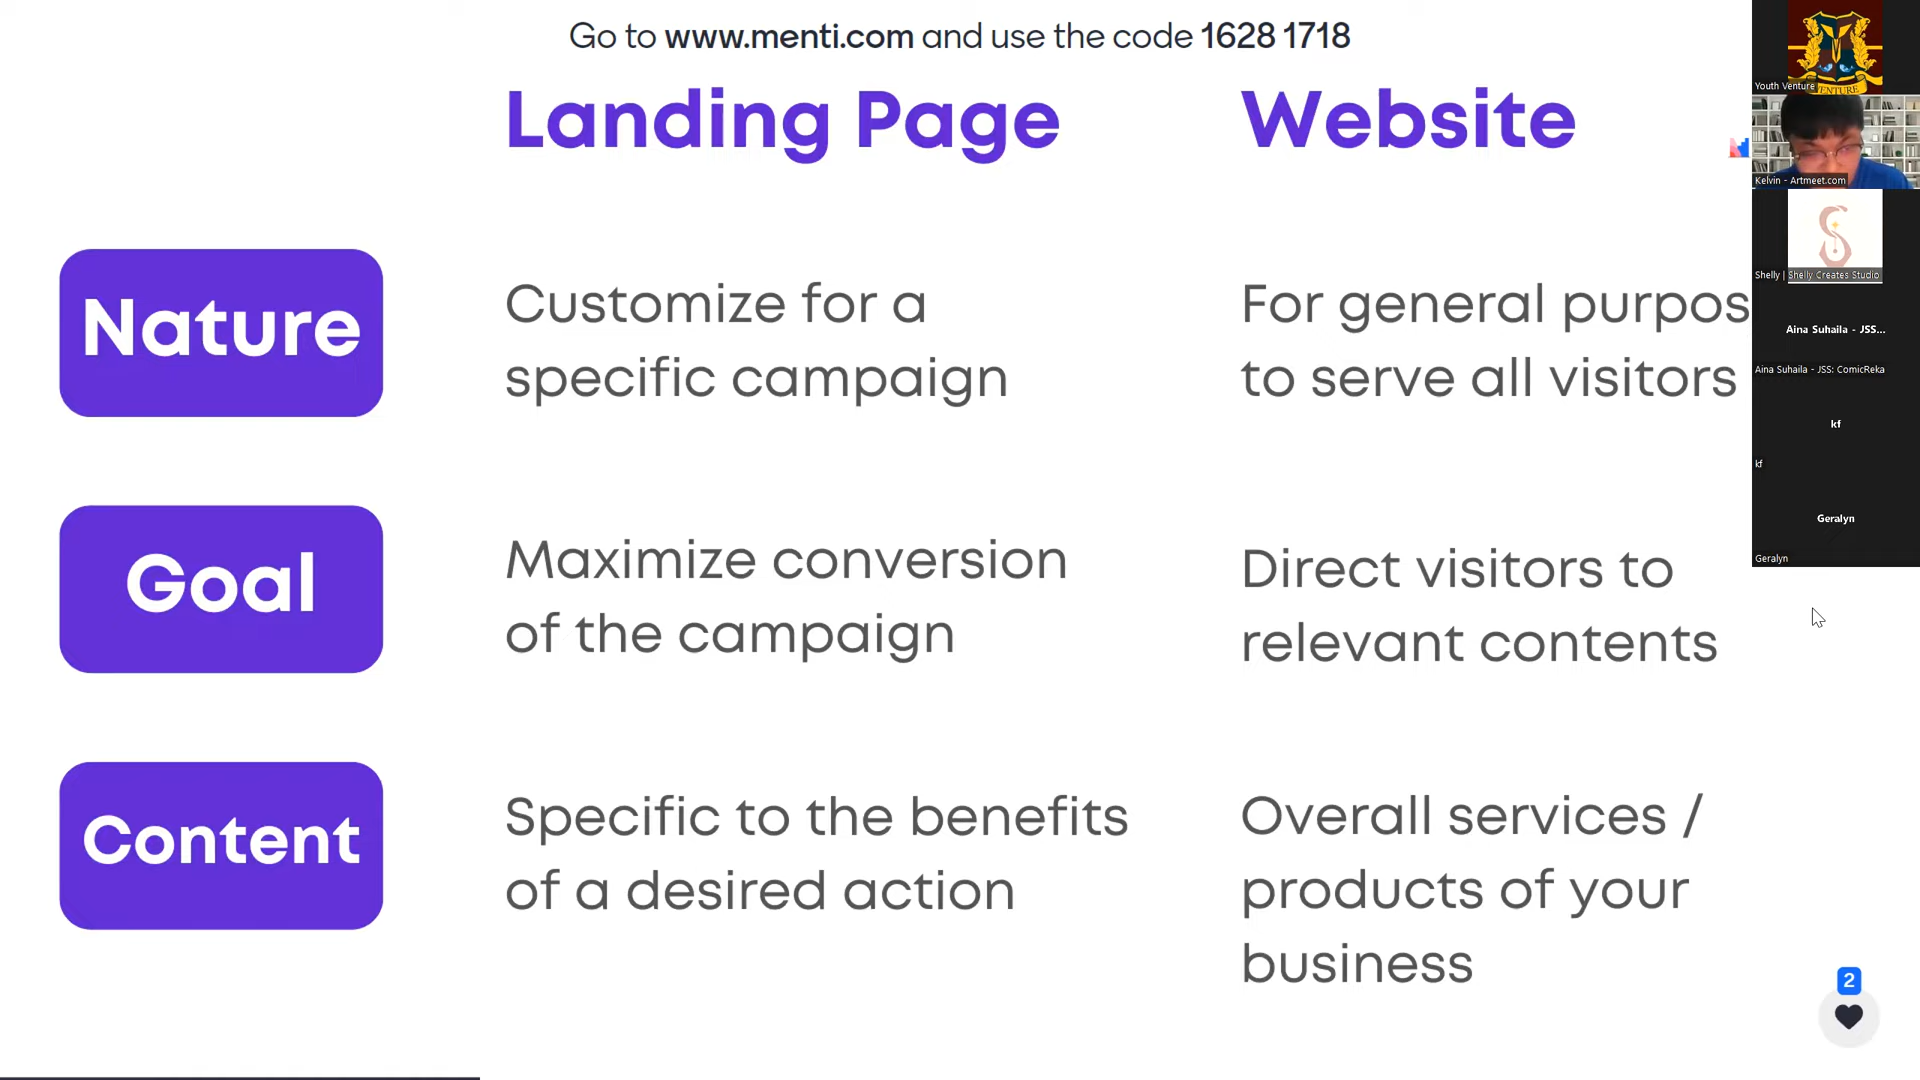 Go to www.menti.com and use the code 1628 1718
Landing Page
Website
Nature
Customize for a
specific campaign
For general purpos
to serve all visitors
Goal
Maximize conversion
of the campaign
Direct visitors to
relevant contents
Content
Specific to the benefits
of a desired action
Overall services /
products of your
business
2
VENTURE
Youth Venture
Kelvin - Artmeet.com
Shelly | Shelly Creates Studio
Aina Suhaila - JSS...
Aina Suhaila - JSS: ComicReka
kf
kf
Geralyn
Geralyn